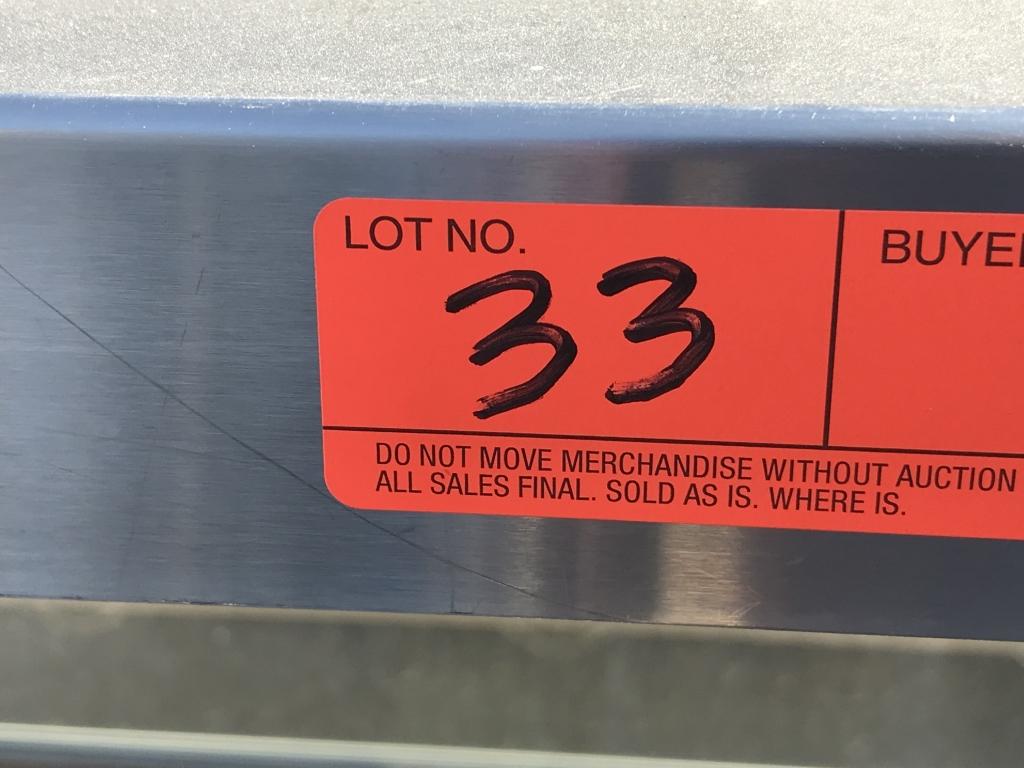 LOT NO.
33
DO NOT MOVE MERCHANDISE WITHOUT AUCTION
ALL SALES FINAL. SOLD AS IS. WHERE IS.